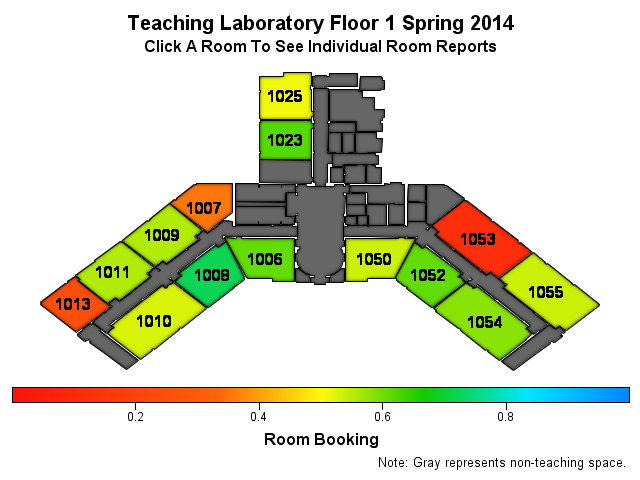 Teaching Laboratory Floor 1 Spring 2014
Click A Room To See Individual Room Reports
1025
1023
1007
1009
1011
1013
1006
1008
1010
1050
1052
1053
1054
1055
0.2 0.4 0.6 0.8
Room Booking
Note: Gray represents non-teaching space.